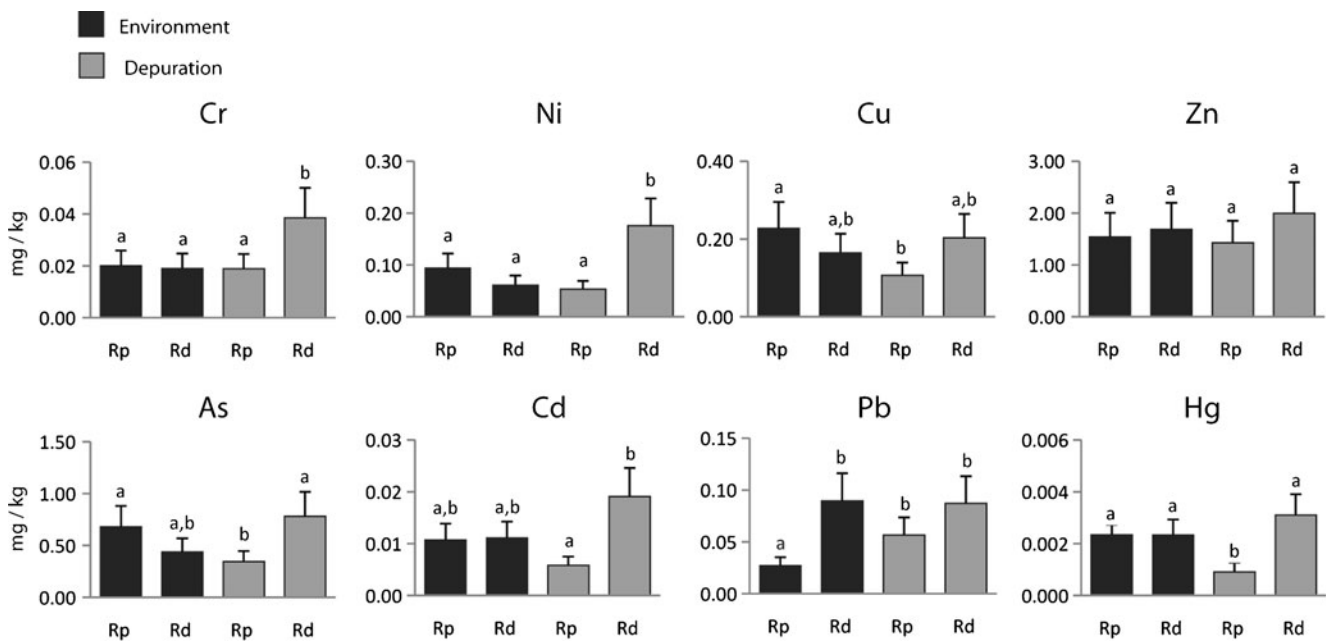 Environment
Depuration
Cr Ni Cu Zn
0.06 0.30 0.40 3.00
b b a a,b a a a a
0.04 0.20 2.00
a a a a a a,b b
mg / kg 0.20
0.02 0.10 1.00
0.00 0.00 0.00 0.00
Rp Rd Rp Rd Rp Rd Rp Rd Rp Rd Rp Rd Rp Rd Rp Rd
As Cd Pb Hg
1.50 0.03 0.15 0.006
a a,b b a b a,b a,b a b a b b b a a b a
1.00 0.02 0.10 0.004
mg / kg
0.50 0.01 0.05 0.002
0.00 0.00 0.00 0.000
Rp Rd Rp Rd Rp Rd Rp Rd Rp Rd Rp Rd Rp Rd Rp Rd